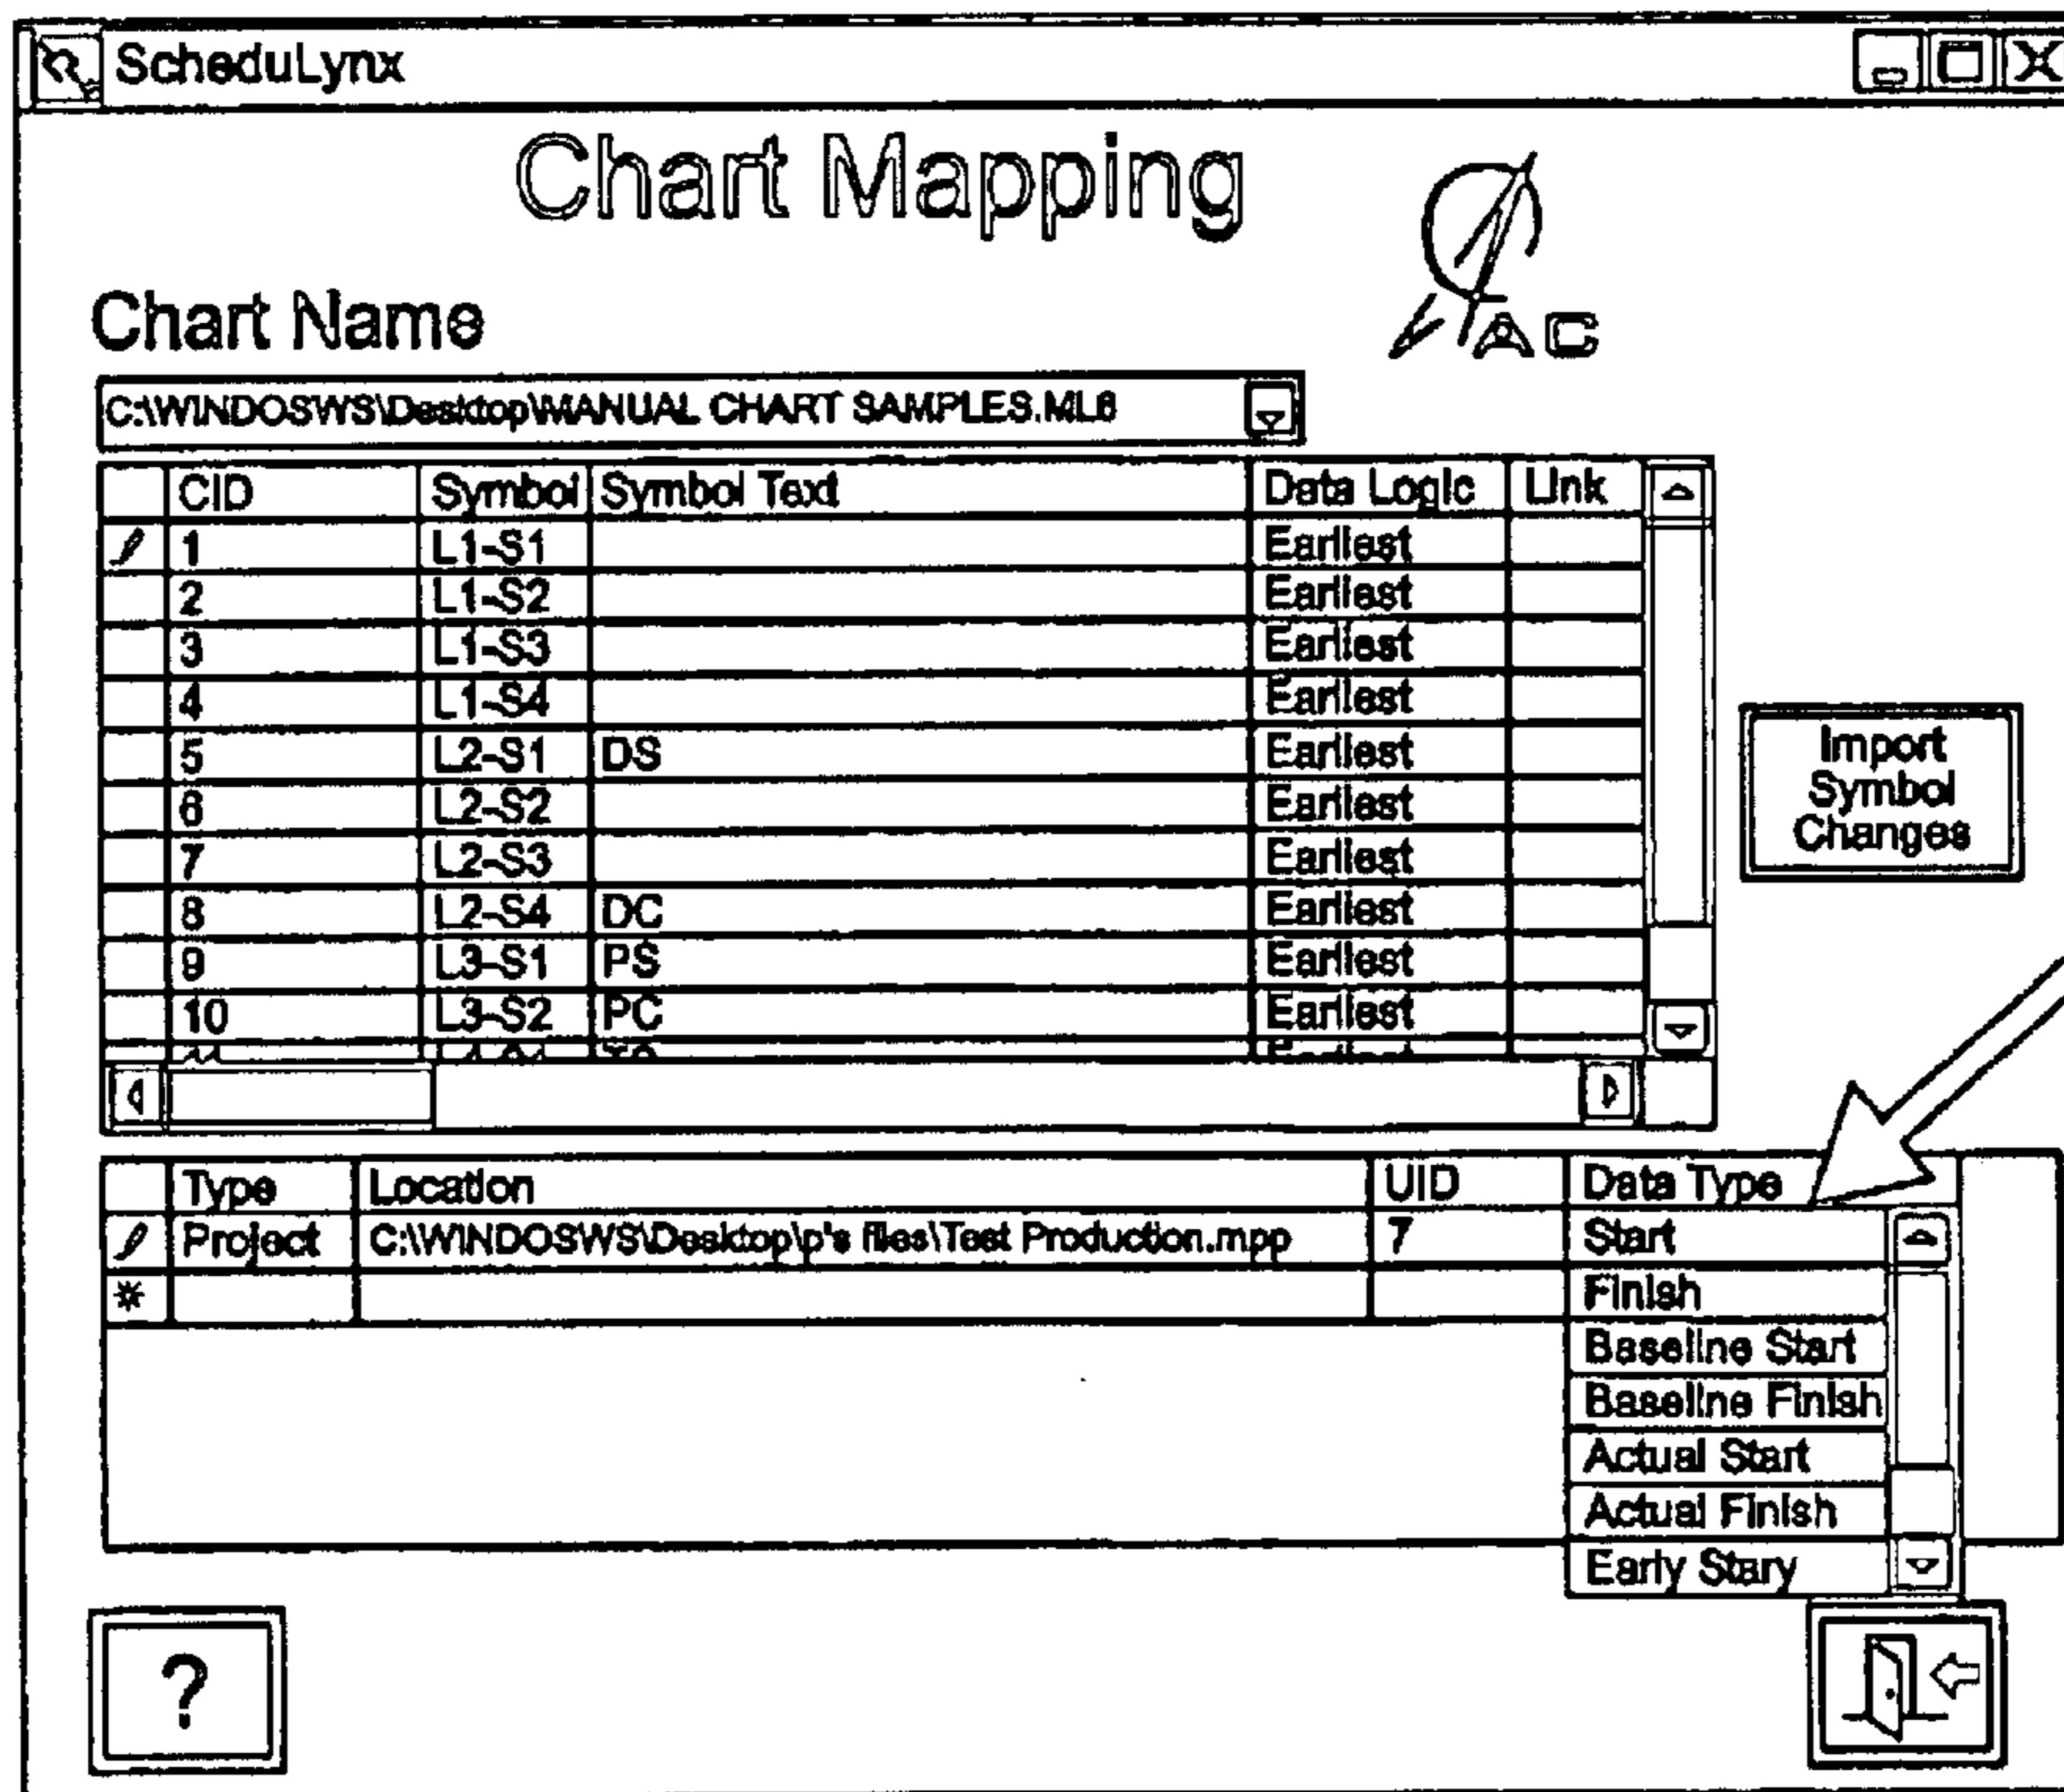 ScheduLynx
Chart Mapping
AC
Chart Name
C:\WINDOSWS\Desktop\MANUAL CHART SAMPLES.ML6
CID Symbol Symbol Text Data Logic Link
1 L1-S1 Earliest
2 L1-S2 Earliest
3 L1-S3 Earliest
4 L1-S4 Earliest
5 L2-S1 DS Earliest
6 L2-S2 Earliest
7 L2-S3 Earliest
8 L2-S4 DC Earliest
9 L3-S1 PS Earliest
10 L3-S2 PC Earliest
Import
Symbol
Changes
Type Location UID Data Type
Project C:\WINDOSWS\Desktop\p's files\Test Production.mpp 7 Start
* Finish
Baseline Start
Baseline Finish
Actual Start
Actual Finish
Early Stary
?